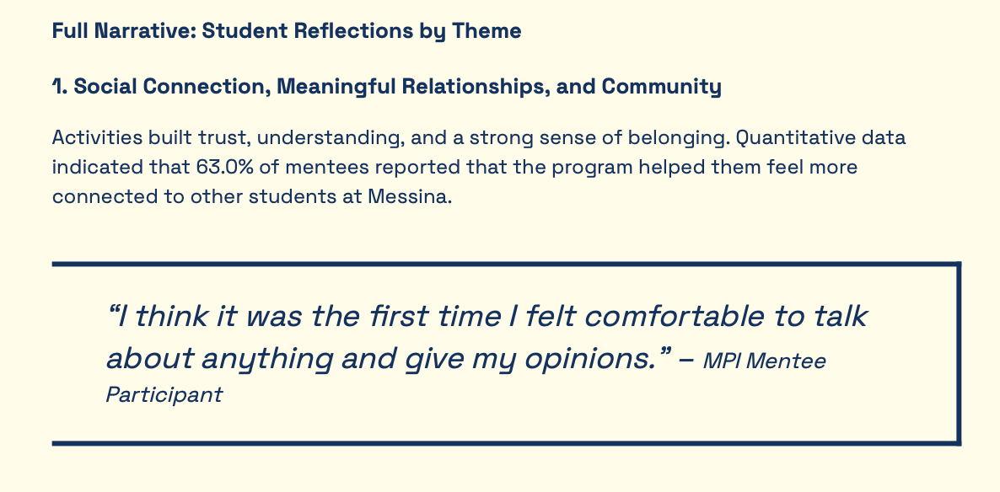 Full Narrative: Student Reflections by Theme
1. Social Connection, Meaningful Relationships, and Community
Activities built trust, understanding, and a strong sense of belonging. Quantitative data
indicated that 63.0% of mentees reported that the program helped them feel more
connected to other students at Messina.
“I think it was the first time I felt comfortable to talk
about anything and give my opinions.” – MPI Mentee
Participant